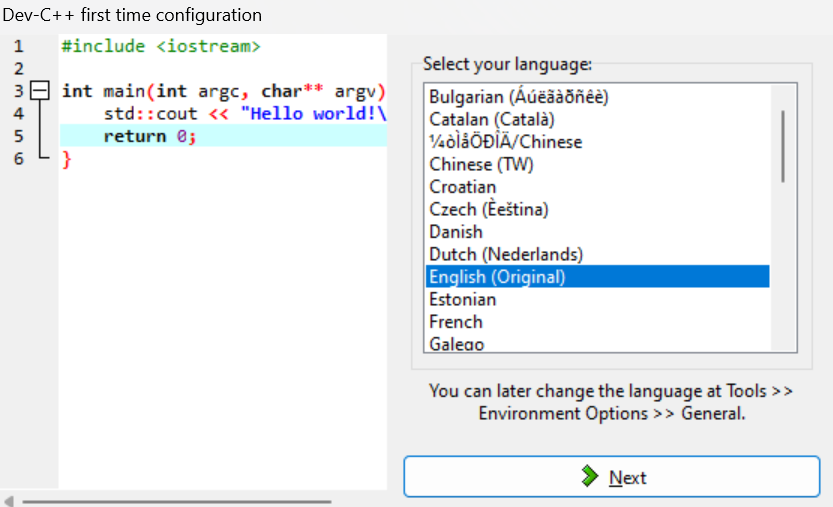 Dev-C++ first time configuration
1 #include <iostream>
2
3 int main(int argc, char** argv)
4 std::cout << "Hello world!\
5 return 0;
6 }
Select your language:
Bulgarian (Áúëãàðñêè)
Catalan (Català)
¼òÌåÖÐÎÄ/Chinese
Chinese (TW)
Croatian
Czech (Èeština)
Danish
Dutch (Nederlands)
English (Original)
Estonian
French
Galego
You can later change the language at Tools >>
Environment Options >> General.
Next